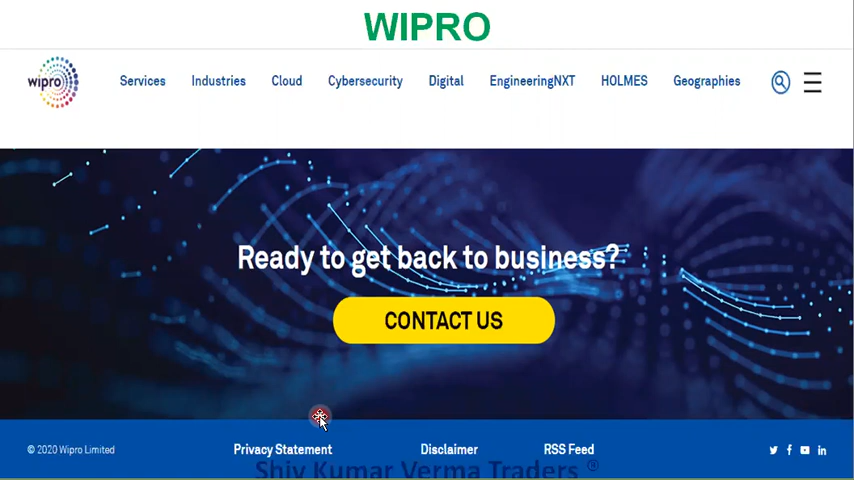 WIPRO
wipro
Services Industries Cloud Cybersecurity Digital EngineeringNXT HOLMES Geographies
Ready to get back to business?
CONTACT US
© 2020 Wipro Limited Privacy Statement Disclaimer RSS Feed
Shiv Kumar Verma Traders ®